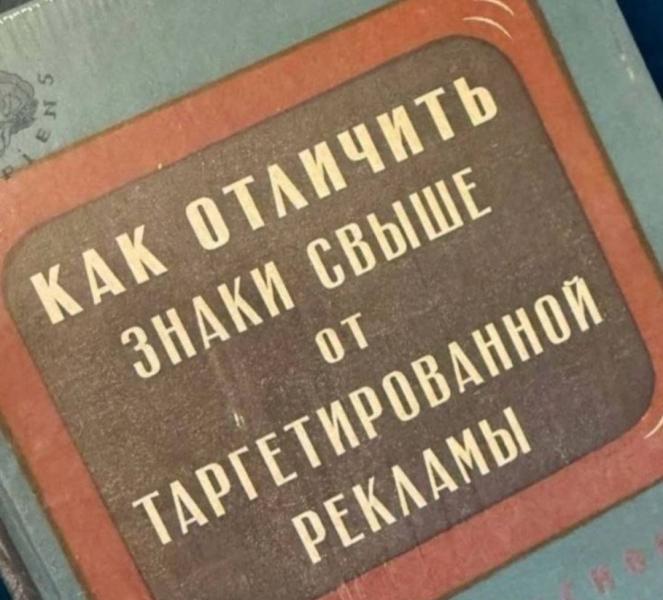 КАК ОТЛИЧИТЬ
ЗНАКИ СВЫШЕ
ОТ
ТАРГЕТИРОВАННОЙ
РЕКЛАМЫ